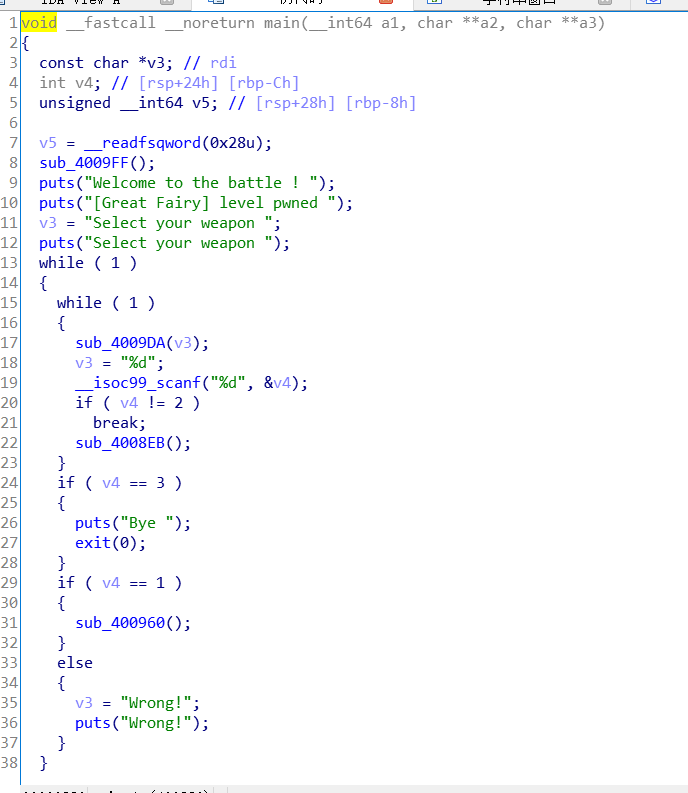 1 void __fastcall __noreturn main(__int64 a1, char **a2, char **a3)
2 {
3 const char *v3; // rdi
4 int v4; // [rsp+24h] [rbp-Ch]
5 unsigned __int64 v5; // [rsp+28h] [rbp-8h]
6
7 v5 = __readfsqword(0x28u);
8 sub_4009FF();
9 puts("Welcome to the battle ! ");
10 puts("[Great Fairy] level pwned ");
11 v3 = "Select your weapon ";
12 puts("Select your weapon ");
13 while ( 1 )
14 {
15 while ( 1 )
16 {
17 sub_4009DA(v3);
18 v3 = "%d";
19 __isoc99_scanf("%d", &v4);
20 if ( v4 != 2 )
21 break;
22 sub_4008EB();
23 }
24 if ( v4 == 3 )
25 {
26 puts("Bye ");
27 exit(0);
28 }
29 if ( v4 == 1 )
30 {
31 sub_400960();
32 }
33 else
34 {
35 v3 = "Wrong!";
36 puts("Wrong!");
37 }
38 }